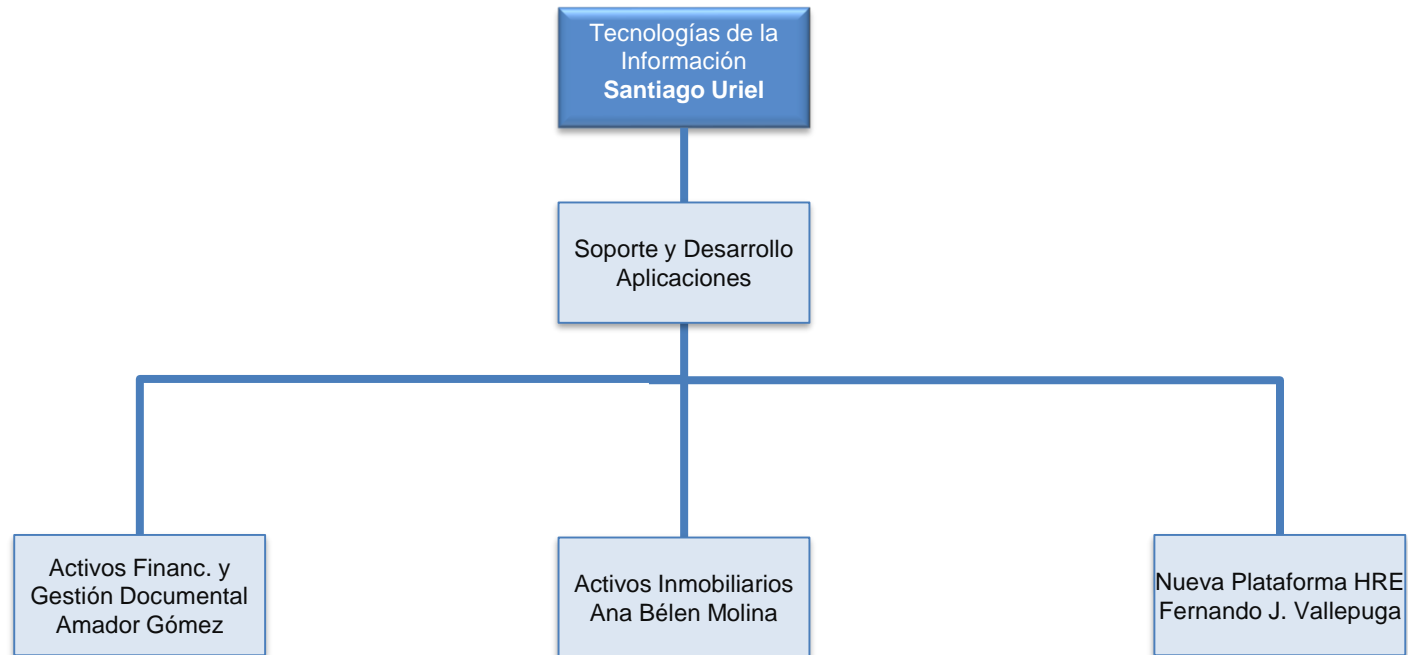 Tecnologías de la
Información
Santiago Uriel
Soporte y Desarrollo
Aplicaciones
Activos Financ. y
Gestión Documental
Amador Gómez
Activos Inmobiliarios
Ana Bélen Molina
Nueva Plataforma HRE
Fernando J. Vallepuga